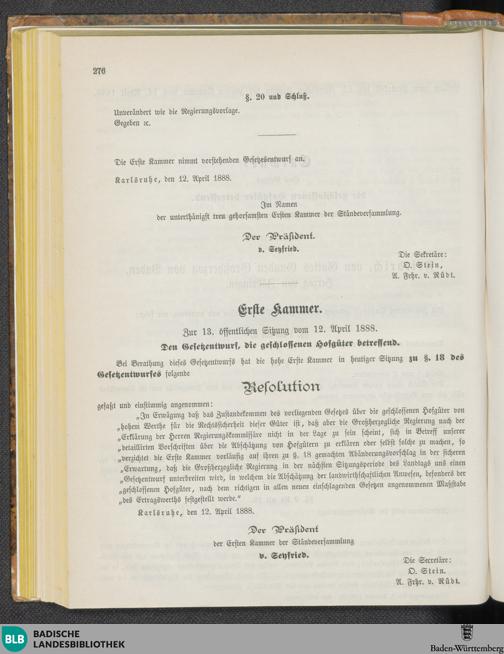 276
§. 20 und Schluß.
Unverändert wie die Regierungsvorlage.
Gegeben ꝛc.
Die Erste Kammer nimmt vorstehenden Gesetzesentwurf an.
Karlsruhe, den 12. April 1888.
Im Namen
der unterthänigst treu gehorsamsten Ersten Kammer der Ständeversammlung.
Der Präsident.
v. Seyfried.
Die Sekretäre:
O. Stein,
A. Frhr. v. Rüdt.
Erste Kammer.
Zur 13. öffentlichen Sitzung vom 12. April 1888.
Den Gesetzentwurf, die geschlossenen Hofgüter betreffend.
Bei Berathung dieses Gesetzentwurfs hat die hohe Erste Kammer in heutiger Sitzung zu §. 18 des
Gesetzentwurfes folgende
Resolution
gefaßt und einstimmig angenommen:
„In Erwägung daß das Zustandekommen des vorliegenden Gesetzes über die geschlossenen Hofgüter von
„hohem Werthe für die Rechtssicherheit dieser Güter ist, daß aber die Großherzogliche Regierung nach der
„Erklärung der Herren Regierungskommissäre nicht in der Lage zu sein scheint, sich in Betreff unserer
„detaillirten Vorschriften über die Abschätzung von Hofgütern zu erklären oder selbst solche zu machen, so
„verzichtet die Erste Kammer vorläufig auf ihren zu §. 18 gemachten Abänderungsvorschlag in der sicheren
„Erwartung, daß die Großherzogliche Regierung in der nächsten Sitzungsperiode des Landtags uns einen
„Gesetzentwurf unterbreiten wird, in welchem die Abschätzung der landwirthschaftlichen Anwesen, besonders der
„geschlossenen Hofgüter, nach dem richtigen in allen neuen einschlagenden Gesetzen angenommenen Maßstabe
„des Ertragswerths festgestellt werde."
Karlsruhe, den 12. April 1888.
Der Präsident
der Ersten Kammer der Ständeversammlung
v. Seyfried.
Die Secretäre:
O. Stein.
A. Frhr. v. Rüdt.
BLB BADISCHE
LANDESBIBLIOTHEK
Baden-Württemberg